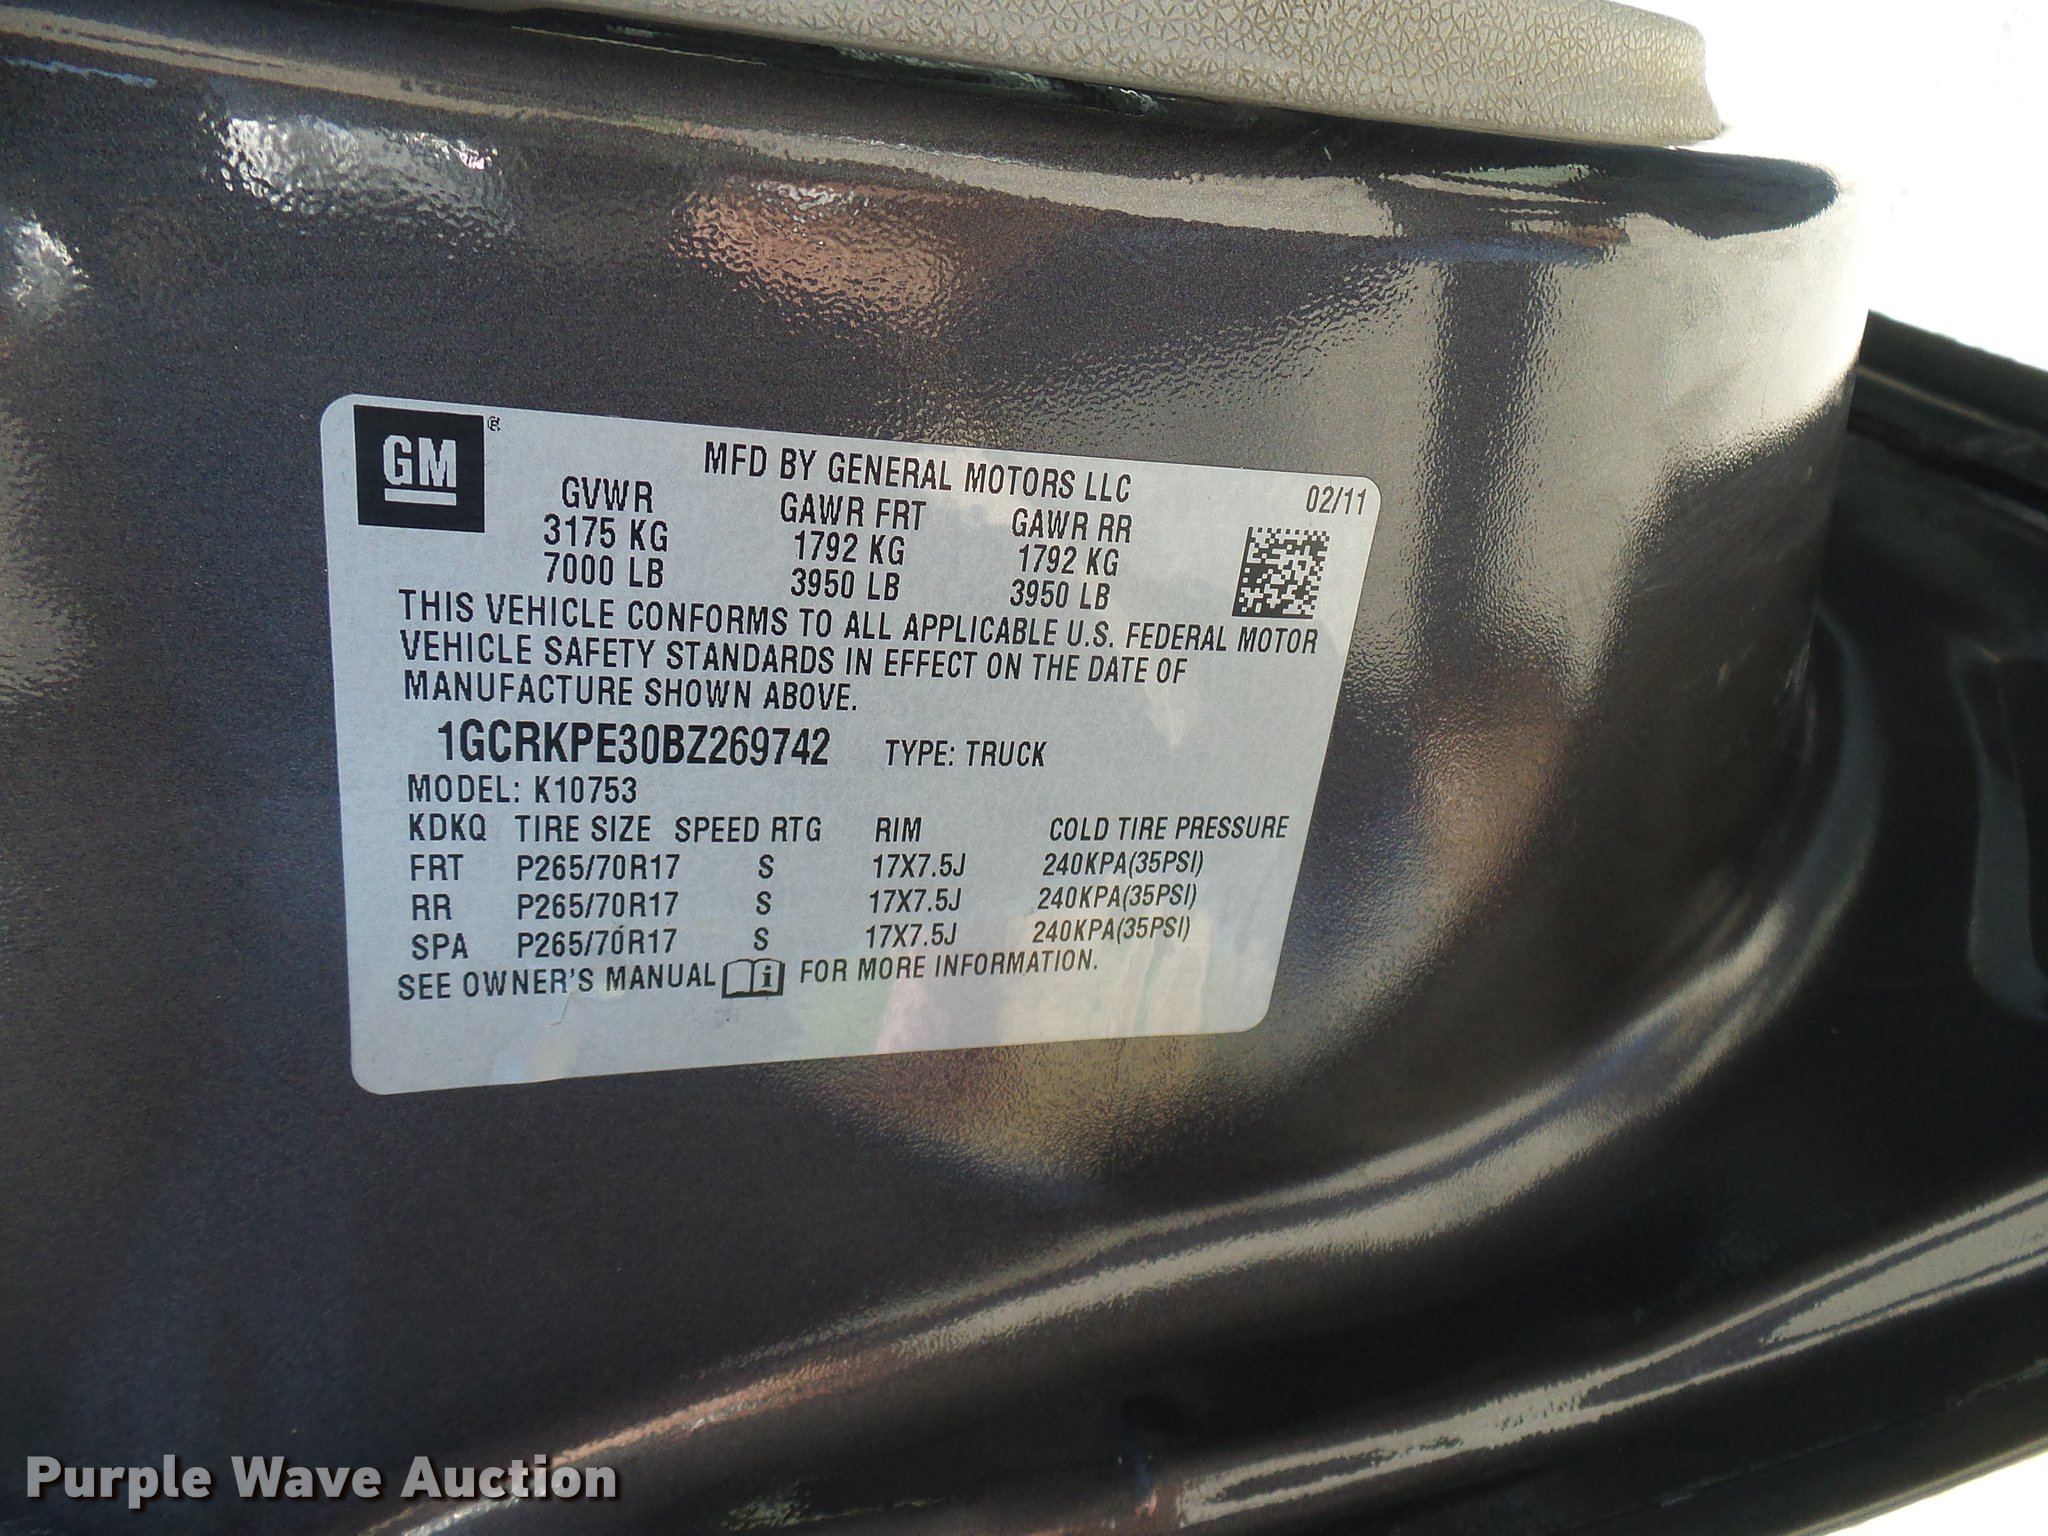 GM ®
MFD BY GENERAL MOTORS LLC
02/11
GVWR GAWR FRT GAWR RR
3175 KG 1792 KG 1792 KG
7000 LB 3950 LB 3950 LB
THIS VEHICLE CONFORMS TO ALL APPLICABLE U.S. FEDERAL MOTOR
VEHICLE SAFETY STANDARDS IN EFFECT ON THE DATE OF
MANUFACTURE SHOWN ABOVE.
1GCRKPE30BZ269742 TYPE: TRUCK
MODEL: K10753
KDKQ TIRE SIZE SPEED RTG RIM COLD TIRE PRESSURE
FRT P265/70R17 S 17X7.5J 240KPA(35PSI)
RR P265/70R17 S 17X7.5J 240KPA(35PSI)
SPA P265/70R17 S 17X7.5J 240KPA(35PSI)
SEE OWNER'S MANUAL i FOR MORE INFORMATION.
Purple Wave Auction